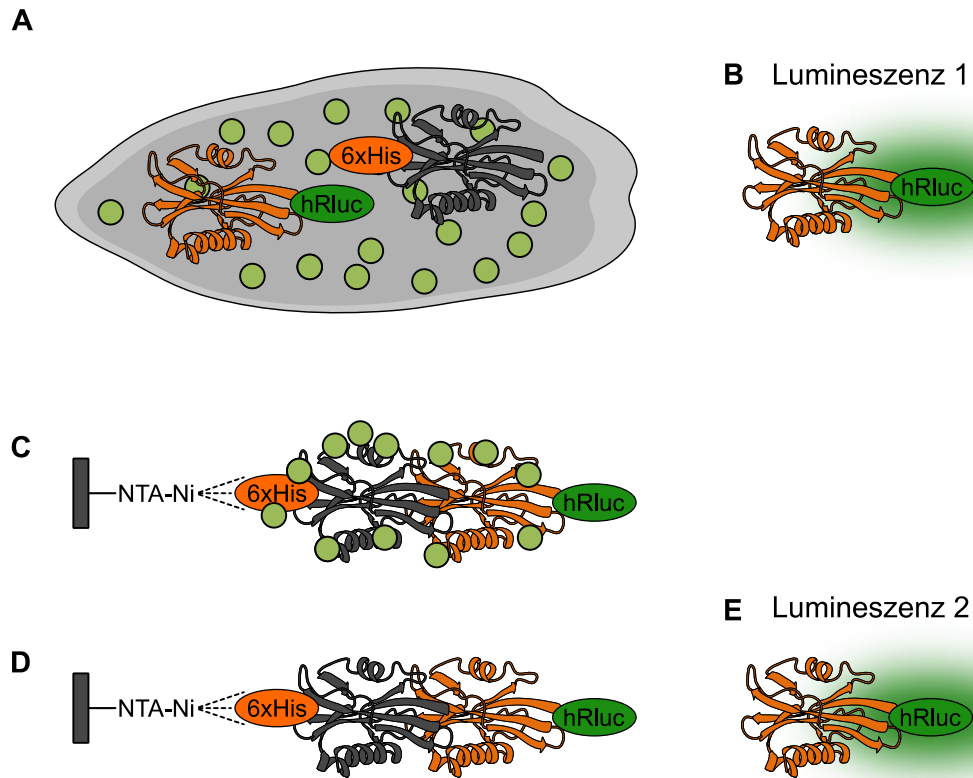 A
B Lumineszenz 1
6xHis
hRluc
hRluc
C
NTA-Ni
6xHis
hRluc
E Lumineszenz 2
D
NTA-Ni
6xHis
hRluc
hRluc